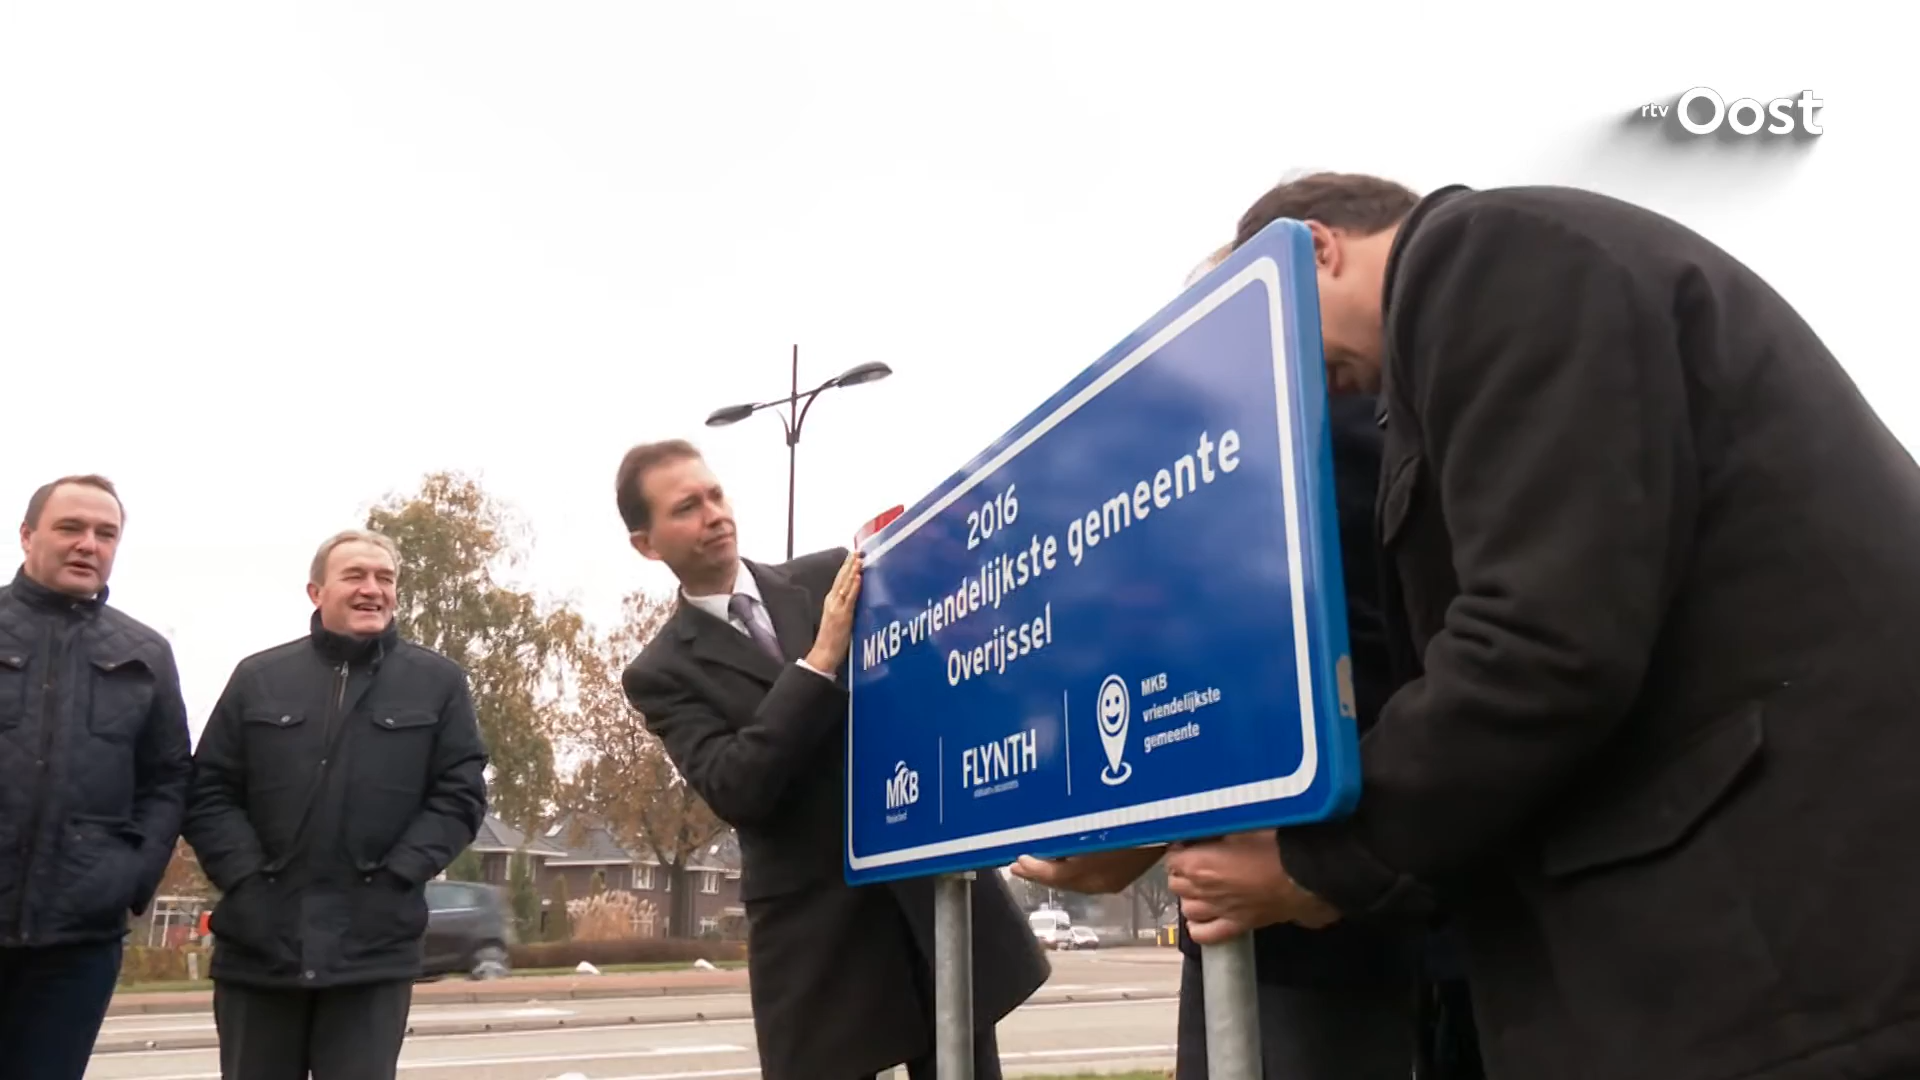 rtv Oost
2016
MKB-vriendelijkste gemeente
Overijssel
MKB
FLYNTH
MKB
vriendelijkste
gemeente